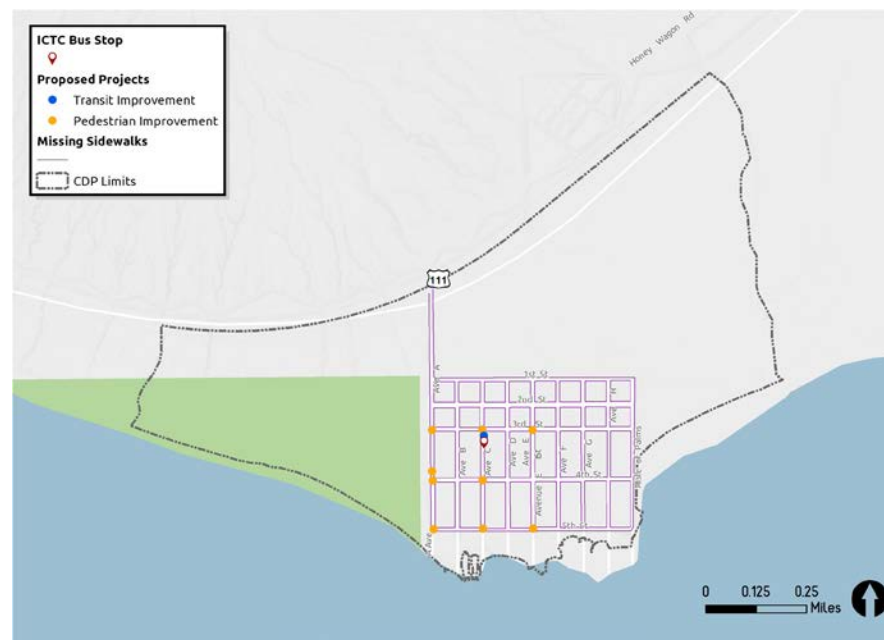 ICTC Bus Stop
Proposed Projects
Transit Improvement
Pedestrian Improvement
Missing Sidewalks
CDP Limits
Honey Wagon Rd
111
Ave A
1st St
2nd St
Ave H
3rd St
Ave B
Ave C
Ave D
Ave E
Ave F
Ave G
4th St
Avenue E
5th St
Ave
0 0.125 0.25
Miles